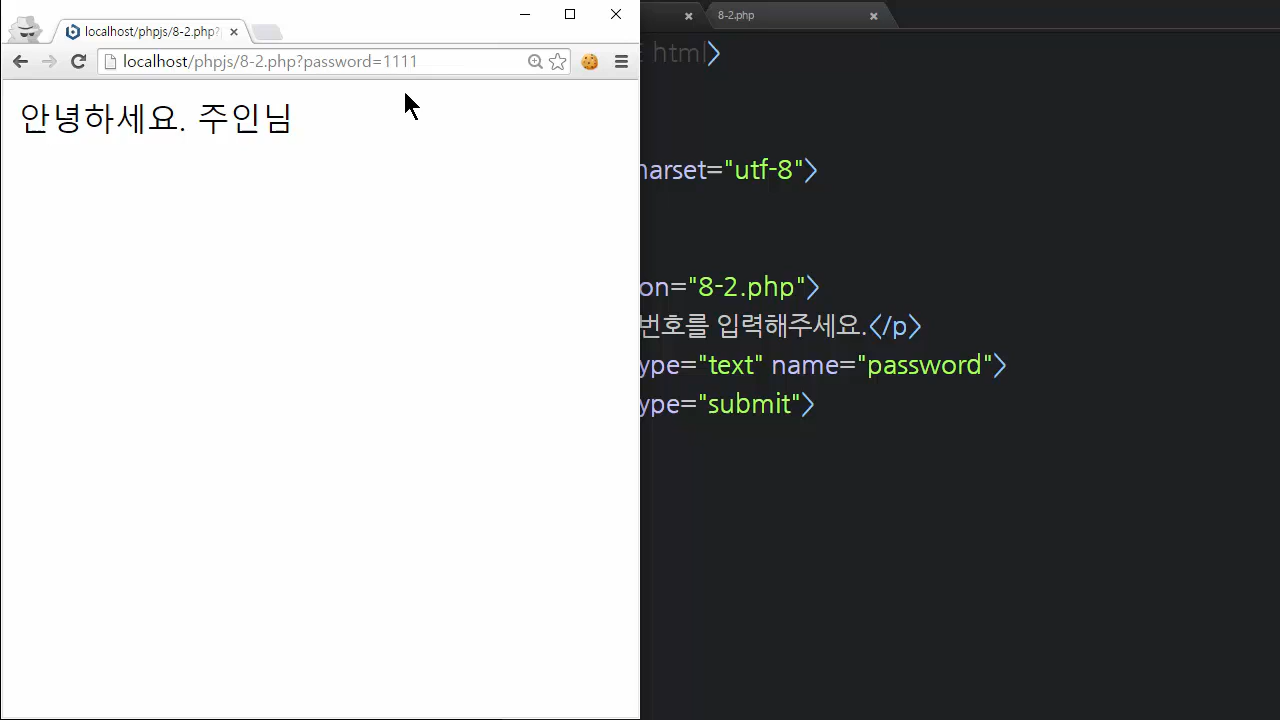 localhost/phpjs/8-2.php?
8-2.php
localhost/phpjs/8-2.php?password=1111
안녕하세요. 주인님
html>
harset="utf-8">
on="8-2.php">
번호를 입력해주세요.</p>
ype="text" name="password">
ype="submit">